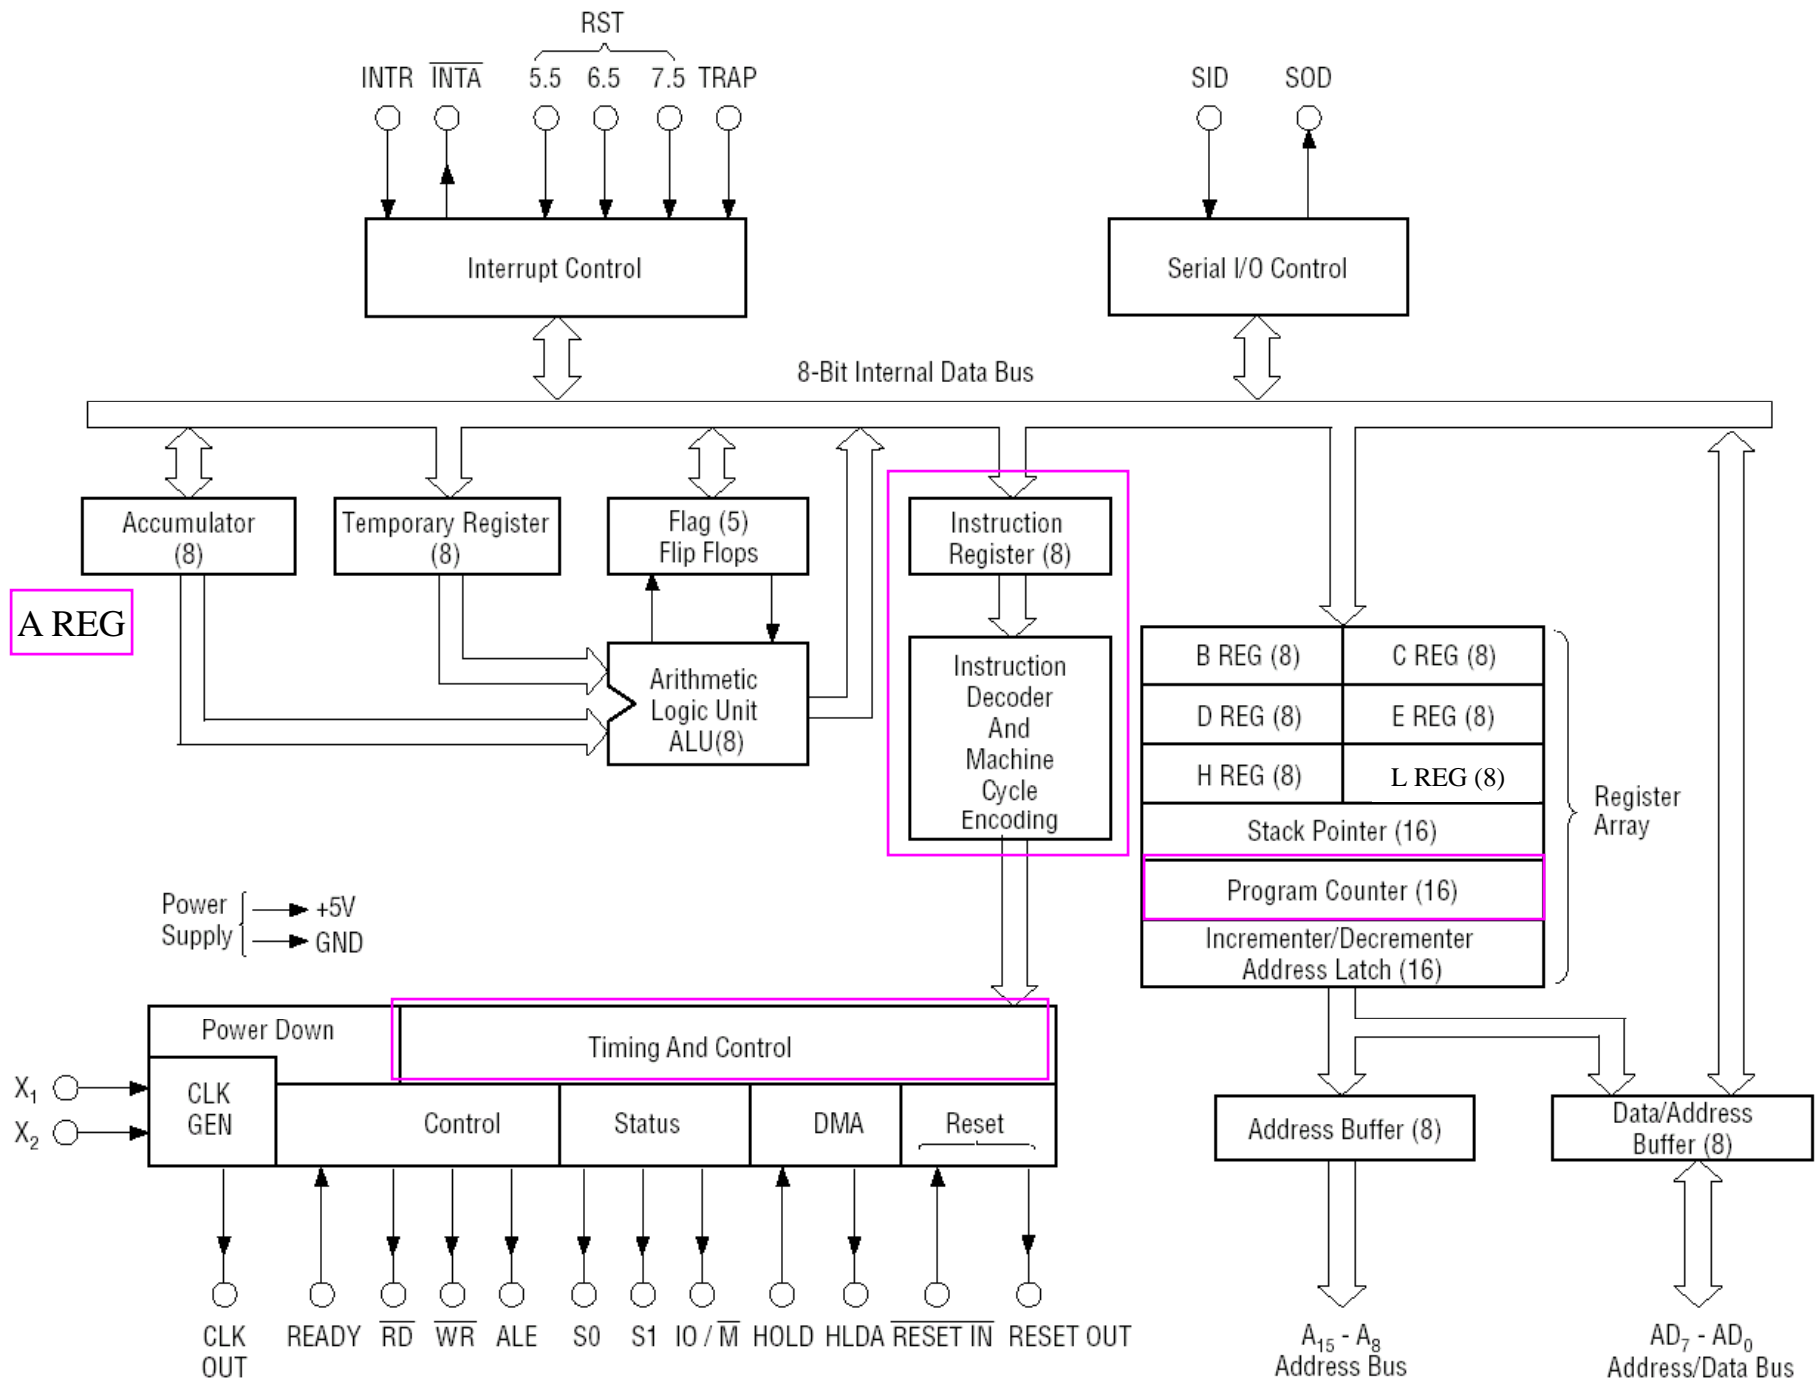 RST
INTR I̅N̅T̅A̅ 5.5 6.5 7.5 TRAP
SID SOD
Interrupt Control
Serial I/O Control
8-Bit Internal Data Bus
Accumulator
(8)
Temporary Register
(8)
Flag (5)
Flip Flops
Instruction
Register (8)
A REG
Arithmetic
Logic Unit
ALU(8)
Instruction
Decoder
And
Machine
Cycle
Encoding
B REG (8) C REG (8)
D REG (8) E REG (8)
H REG (8) L REG (8)
Stack Pointer (16)
Program Counter (16)
Incrementer/Decrementer
Address Latch (16)
Register
Array
Power
Supply
+5V
GND
Power Down
Timing And Control
X₁
X₂
CLK
GEN
Control Status DMA Reset
Address Buffer (8)
Data/Address
Buffer (8)
CLK
OUT
READY R̅D̅ W̅R̅ ALE S0 S1 IO / M̅ HOLD HLDA R̅E̅S̅E̅T̅ I̅N̅ RESET OUT
A₁₅ - A₈
Address Bus
AD₇ - AD₀
Address/Data Bus